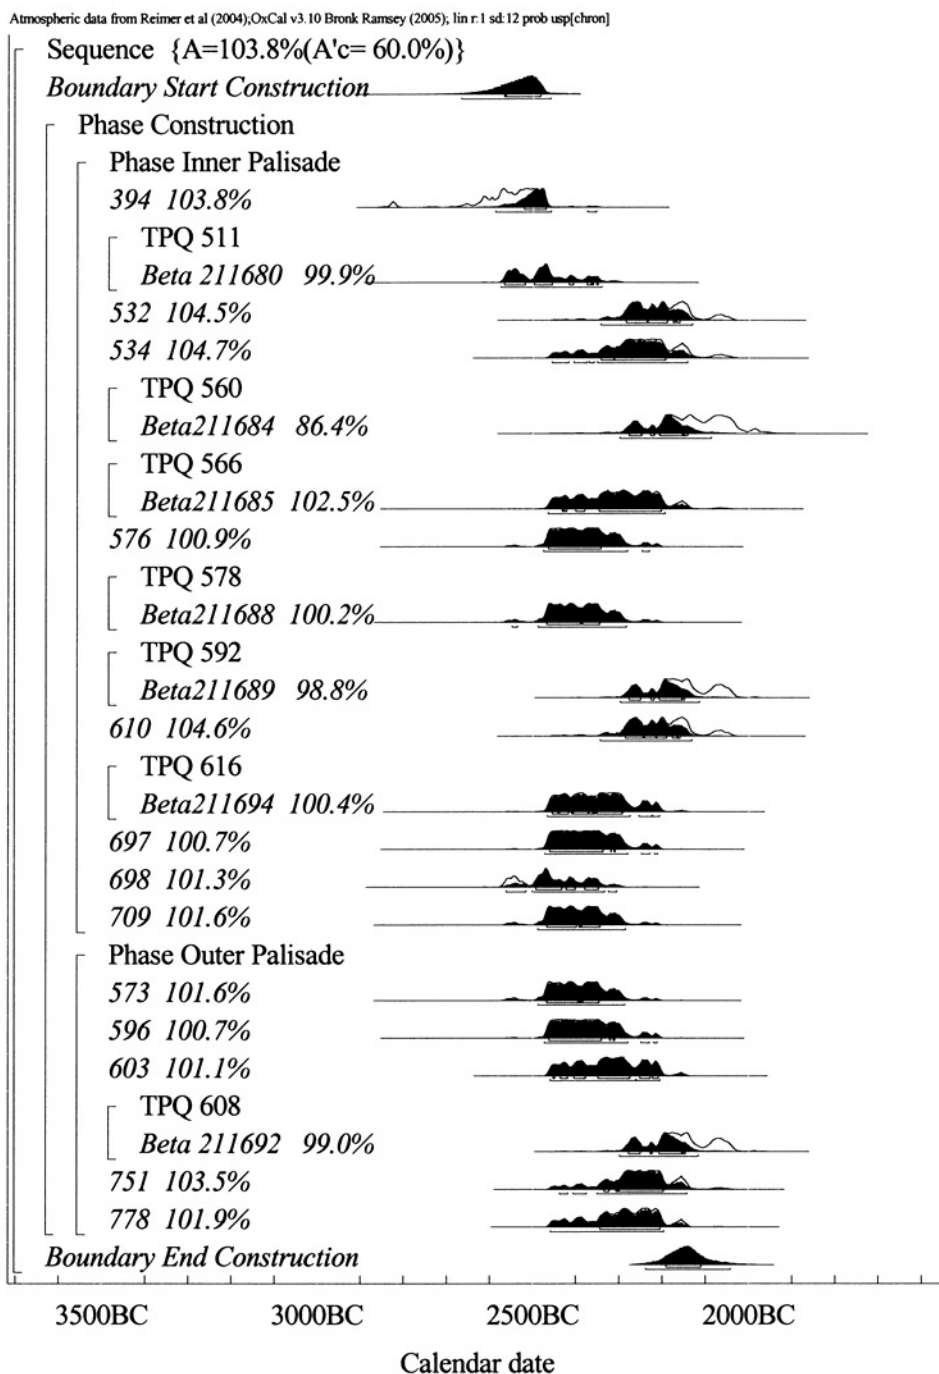 Atmospheric data from Reimer et al (2004);OxCal v3.10 Bronk Ramsey (2005); lin r:1 sd:12 prob usp[chron]
Sequence {A=103.8%(A'c= 60.0%)}
Boundary Start Construction
Phase Construction
Phase Inner Palisade
394 103.8%
TPQ 511
Beta 211680 99.9%
532 104.5%
534 104.7%
TPQ 560
Beta211684 86.4%
TPQ 566
Beta211685 102.5%
576 100.9%
TPQ 578
Beta211688 100.2%
TPQ 592
Beta211689 98.8%
610 104.6%
TPQ 616
Beta211694 100.4%
697 100.7%
698 101.3%
709 101.6%
Phase Outer Palisade
573 101.6%
596 100.7%
603 101.1%
TPQ 608
Beta 211692 99.0%
751 103.5%
778 101.9%
Boundary End Construction
3500BC 3000BC 2500BC 2000BC
Calendar date